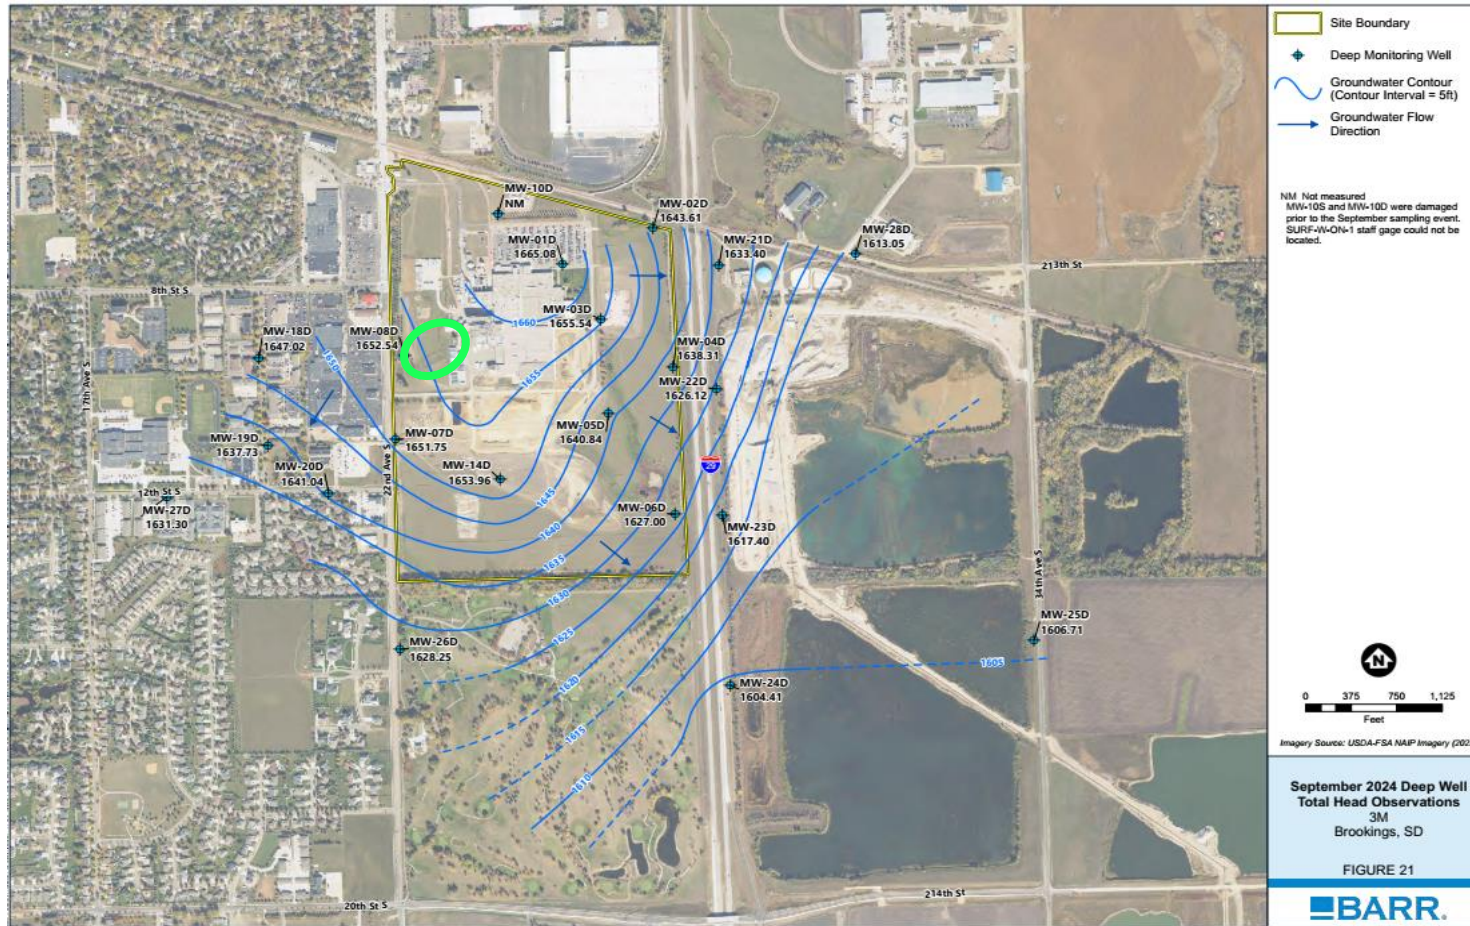 MW-10D
NM
MW-02D
1643.61
MW-01D
1665.08
MW-21D
1633.40
MW-28D
1613.05
213th St
8th St S
MW-18D
1647.02
MW-08D
1652.54
MW-03D
1655.54
1660
1650
1655
MW-04D
1638.31
MW-22D
1626.12
17th Ave S
MW-19D
1637.73
MW-07D
1651.75
MW-05D
1640.84
MW-20D
1641.04
22nd Ave S
MW-14D
1653.96
29
12th St S
MW-27D
1631.30
1645
1640
1635
1630
1625
1620
1615
1610
MW-06D
1627.00
MW-23D
1617.40
34th Ave S
MW-25D
1606.71
MW-26D
1628.25
1605
MW-24D
1604.41
20th St S
214th St
Site Boundary
Deep Monitoring Well
Groundwater Contour
(Contour Interval = 5ft)
Groundwater Flow
Direction
NM Not measured
MW-10S and MW-10D were damaged
prior to the September sampling event.
SURF-W-ON-1 staff gage could not be
located.
N
0 375 750 1,125
Feet
Imagery Source: USDA-FSA NAIP Imagery (202
September 2024 Deep Well
Total Head Observations
3M
Brookings, SD
FIGURE 21
BARR.